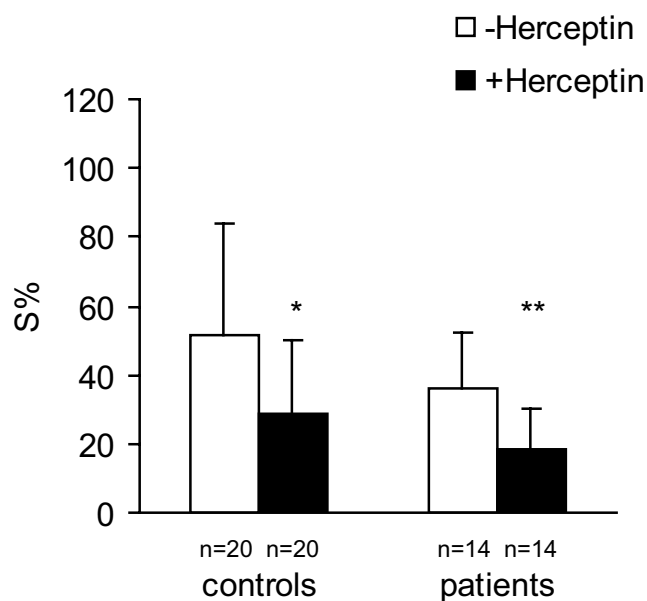 -Herceptin
+Herceptin
120
100
80
60
40
20
0
S%
*
**
n=20 n=20
n=14 n=14
controls
patients